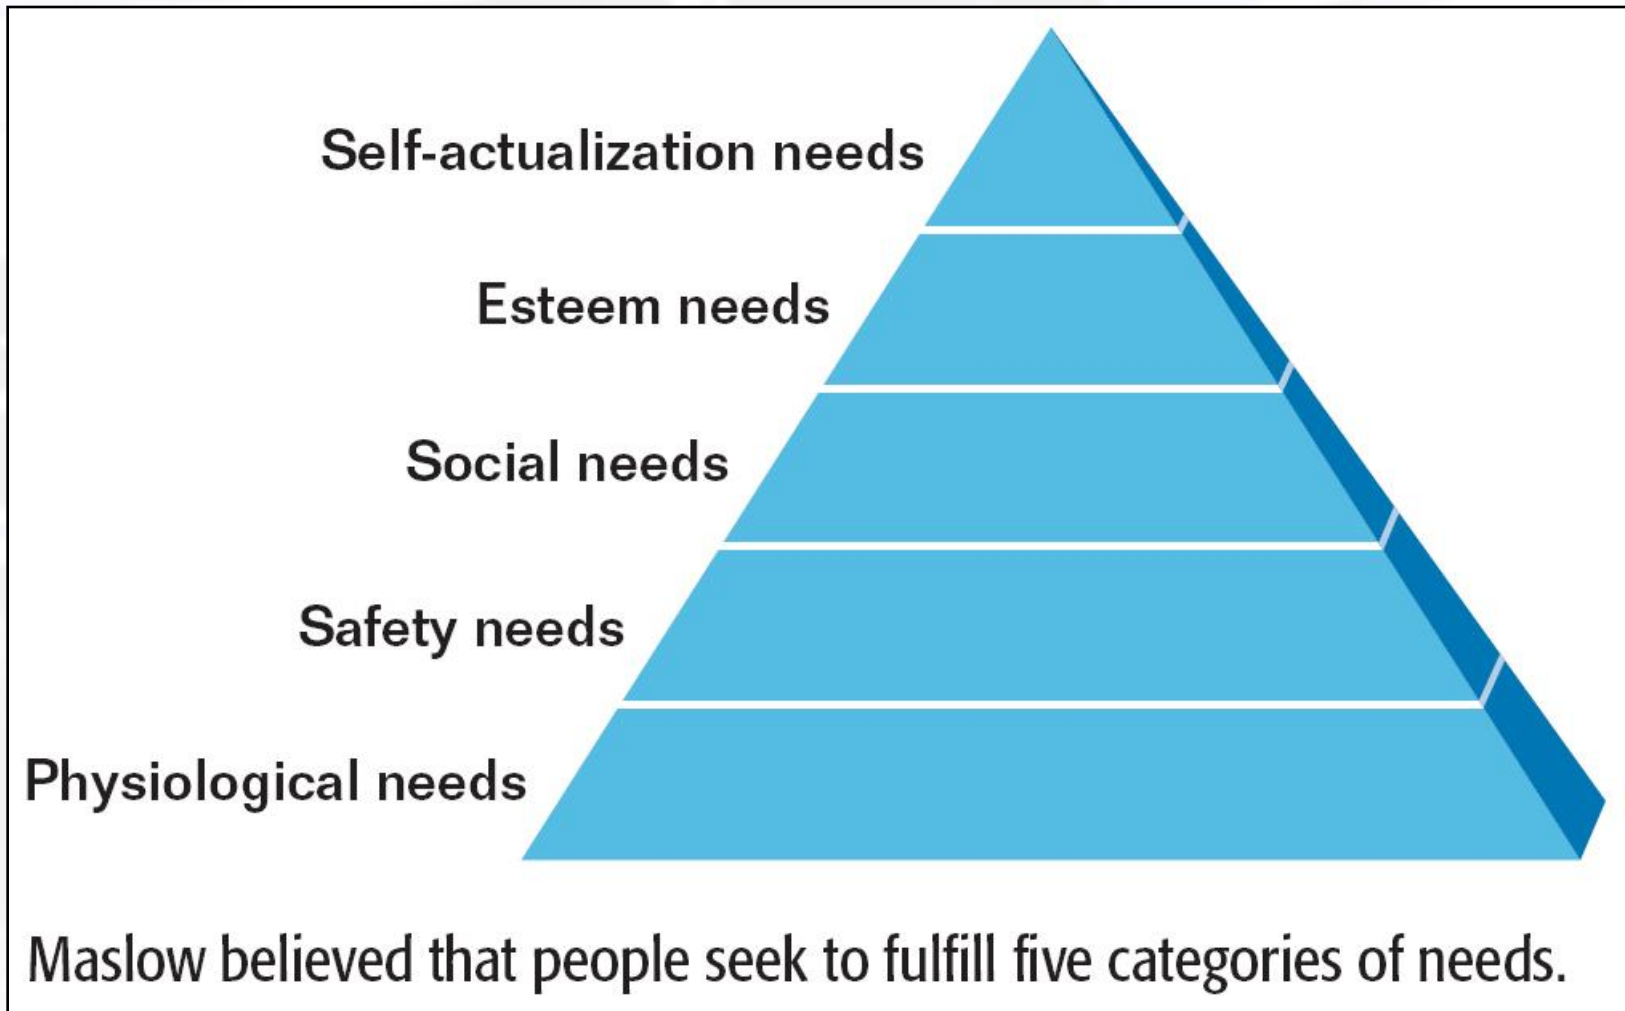 Self-actualization needs
Esteem needs
Social needs
Safety needs
Physiological needs
Maslow believed that people seek to fulfill five categories of needs.